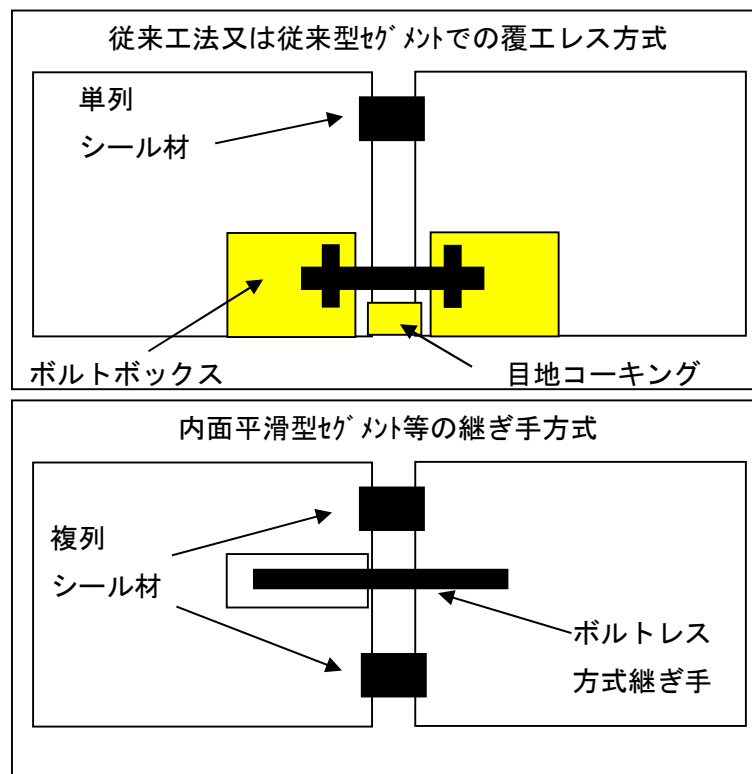 従来工法又は従来型ｾｸﾞﾒﾝﾄでの覆工レス方式
単列
シール材
ボルトボックス
目地コーキング
内面平滑型ｾｸﾞﾒﾝﾄ等の継ぎ手方式
複列
シール材
ボルトレス
方式継ぎ手